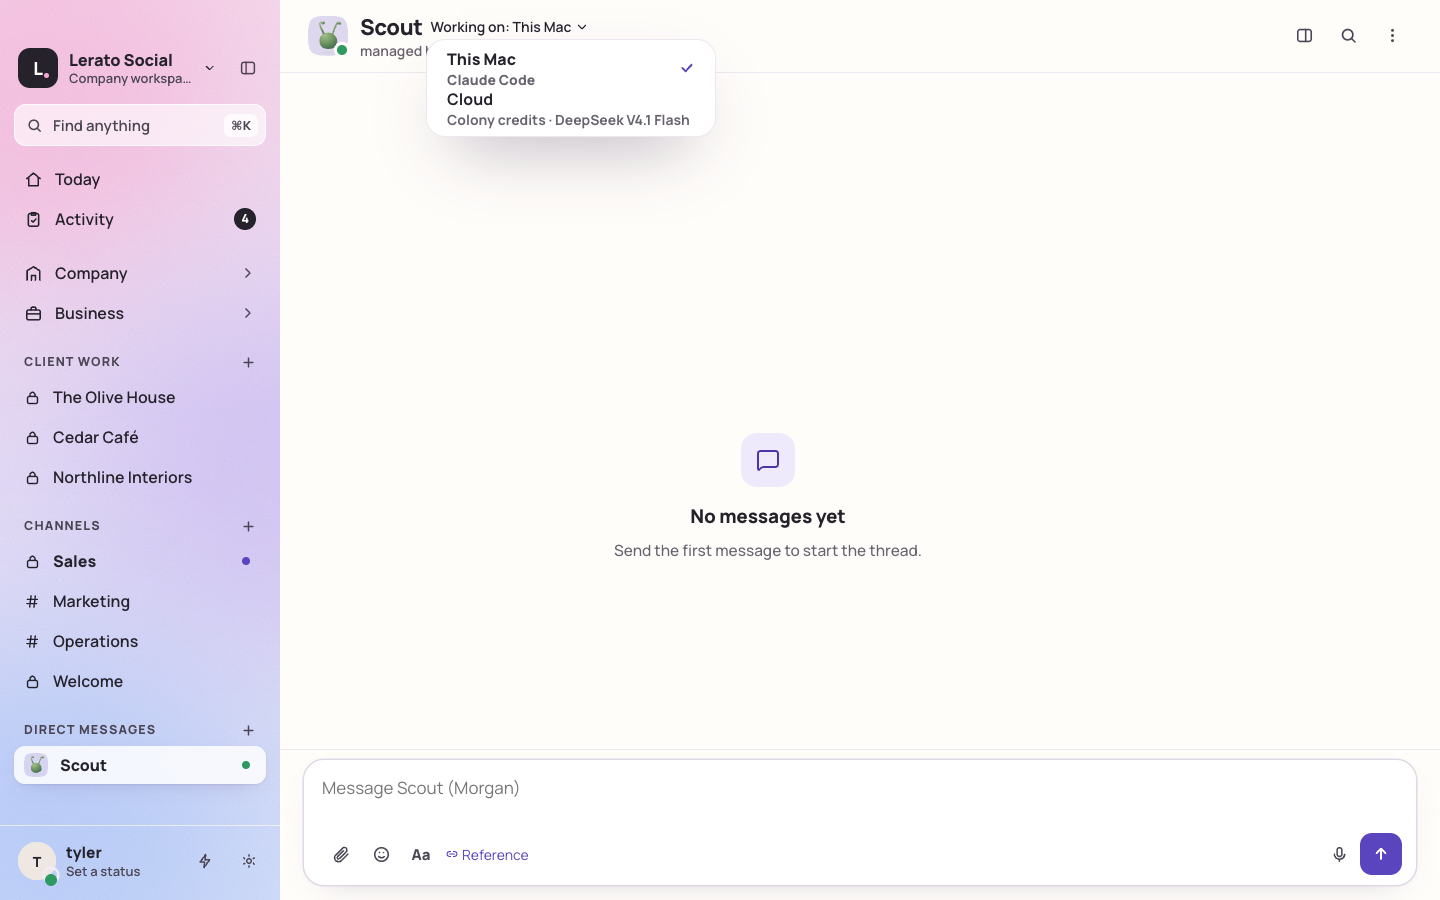 L.
Lerato Social
Company workspa...
Find anything
⌘K
Today
Activity
4
Company
Business
CLIENT WORK
The Olive House
Cedar Café
Northline Interiors
CHANNELS
Sales
# Marketing
# Operations
Welcome
DIRECT MESSAGES
Scout
T
tyler
Set a status
Scout
Working on: This Mac
managed
This Mac
Claude Code
Cloud
Colony credits · DeepSeek V4.1 Flash
No messages yet
Send the first message to start the thread.
Message Scout (Morgan)
Aa
Reference